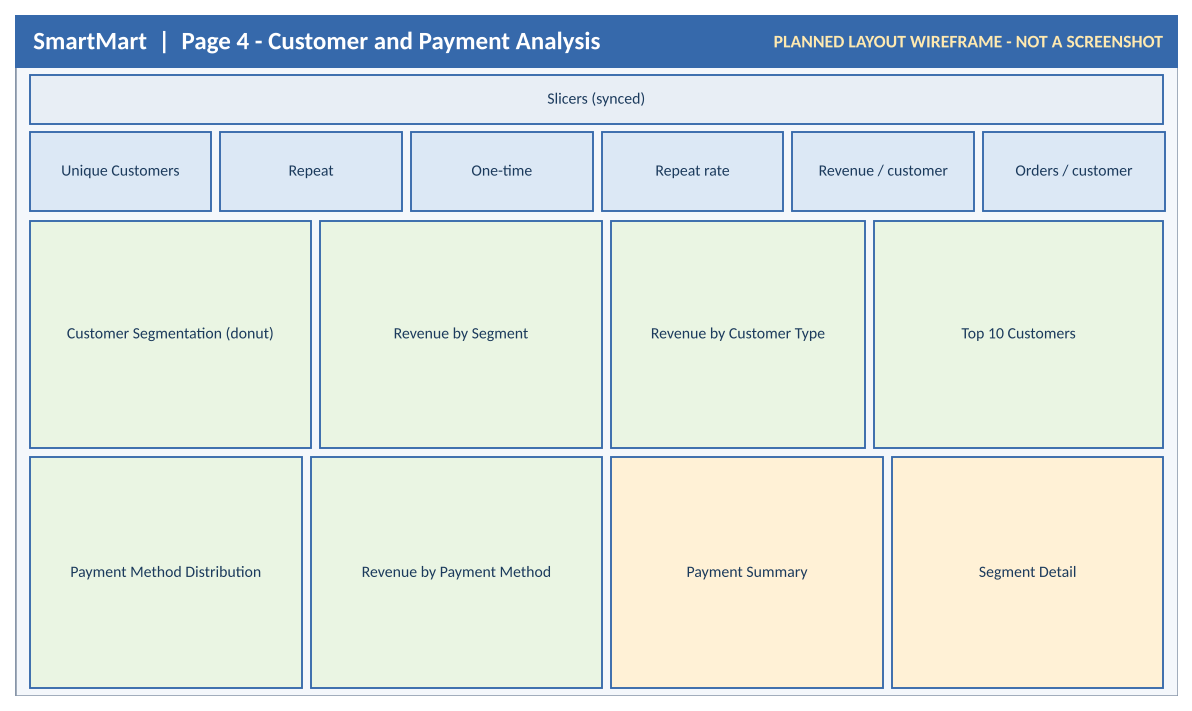 SmartMart | Page 4 - Customer and Payment Analysis
PLANNED LAYOUT WIREFRAME - NOT A SCREENSHOT
Slicers (synced)
Unique Customers
Repeat
One-time
Repeat rate
Revenue / customer
Orders / customer
Customer Segmentation (donut)
Revenue by Segment
Revenue by Customer Type
Top 10 Customers
Payment Method Distribution
Revenue by Payment Method
Payment Summary
Segment Detail